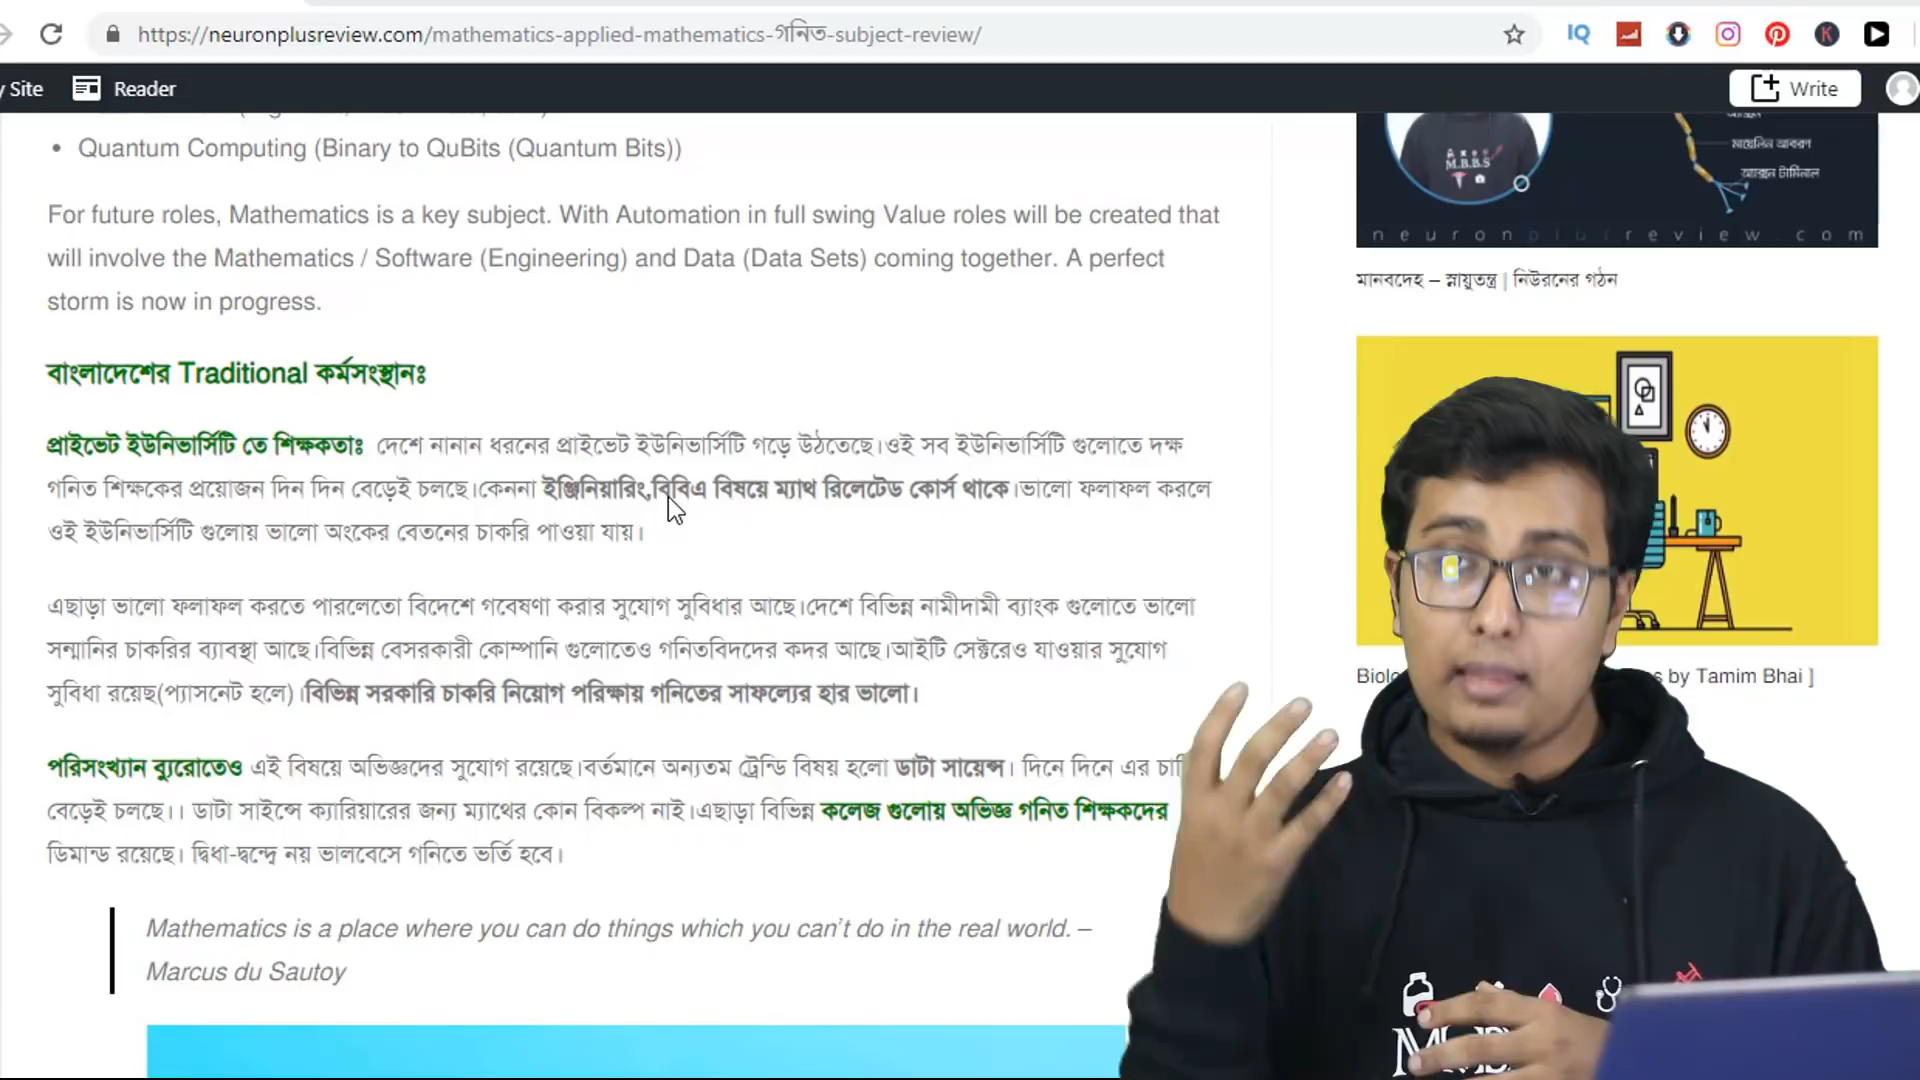 https://neuronplusreview.com/mathematics-applied-mathematics-গনিত-subject-review/
IQ
K
y Site
Reader
Write
• Quantum Computing (Binary to QuBits (Quantum Bits))
For future roles, Mathematics is a key subject. With Automation in full swing Value roles will be created that
will involve the Mathematics / Software (Engineering) and Data (Data Sets) coming together. A perfect
storm is now in progress.
বাংলাদেশের Traditional কর্মসংস্থানঃ
প্রাইভেট ইউনিভার্সিটি তে শিক্ষকতাঃ দেশে নানান ধরনের প্রাইভেট ইউনিভার্সিটি গড়ে উঠতেছে।ওই সব ইউনিভার্সিটি গুলোতে দক্ষ
গনিত শিক্ষকের প্রয়োজন দিন দিন বেড়েই চলছে।কেননা ইঞ্জিনিয়ারিং,বিবিএ বিষয়ে ম্যাথ রিলেটেড কোর্স থাকে।ভালো ফলাফল করলে
ওই ইউনিভার্সিটি গুলোয় ভালো অংকের বেতনের চাকরি পাওয়া যায়।
এছাড়া ভালো ফলাফল করতে পারলেতো বিদেশে গবেষণা করার সুযোগ সুবিধার আছে।দেশে বিভিন্ন নামীদামী ব্যাংক গুলোতে ভালো
সন্মানির চাকরির ব্যাবস্থা আছে।বিভিন্ন বেসরকারী কোম্পানি গুলোতেও গনিতবিদদের কদর আছে।আইটি সেক্টরেও যাওয়ার সুযোগ
সুবিধা রয়েছ(প্যাসনেট হলে)।বিভিন্ন সরকারি চাকরি নিয়োগ পরিক্ষায় গনিতের সাফল্যের হার ভালো।
পরিসংখ্যান ব্যুরোতেও এই বিষয়ে অভিজ্ঞদের সুযোগ রয়েছে।বর্তমানে অন্যতম ট্রেন্ডি বিষয় হলো ডাটা সায়েন্স। দিনে দিনে এর
বেড়েই চলছে।। ডাটা সাইন্সে ক্যারিয়ারের জন্য ম্যাথের কোন বিকল্প নাই।এছাড়া বিভিন্ন কলেজ গুলোয় অভিজ্ঞ গনিত শিক্ষকদের
ডিমান্ড রয়েছে। দ্বিধা-দ্বন্দ্বে নয় ভালবেসে গনিতে ভর্তি হবে।
Mathematics is a place where you can do things which you can’t do in the real world. –
Marcus du Sautoy
মায়েলিন আবরণ
অ্যাক্সন টার্মিনাল
M.B.B.S
neuronplusreview com
মানবদেহ – স্নায়ুতন্ত্র | নিউরনের গঠন
by Tamim Bhai ]